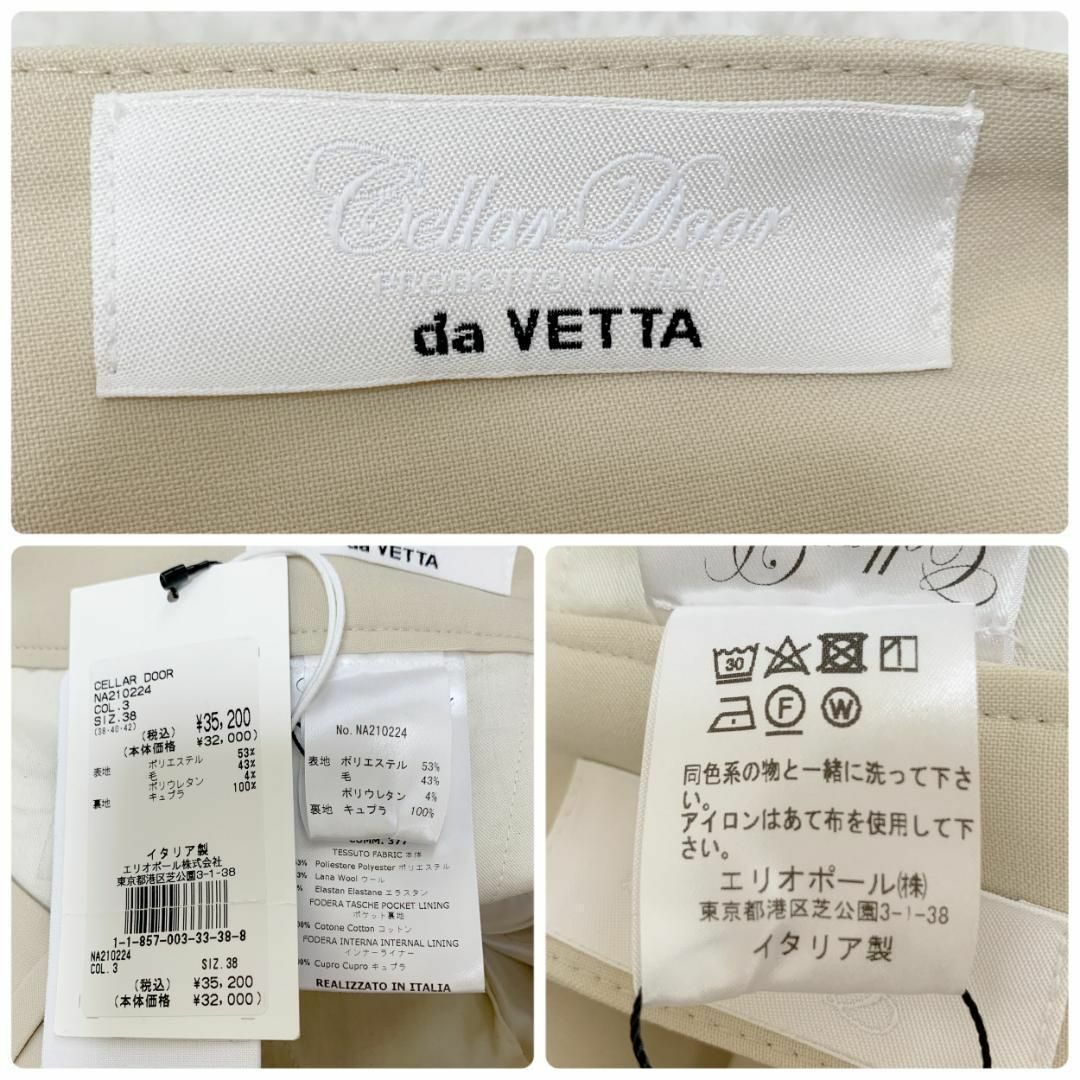 Cellar Door
PRODOTTO IN ITALIA
da VETTA
da VETTA
CELLAR DOOR
NA210224
COL.3
SIZ.38
(38·40·42)
(税込) ¥35,200
(本体価格 ¥32,000)
表地 ポリエステル 53%
毛 43%
ポリウレタン 4%
裏地 キュプラ 100%
イタリア製
エリオポール株式会社
東京都港区芝公園3-1-38
1-1-857-003-33-38-8
NA210224
COL.3 SIZ.38
(税込) ¥35,200
(本体価格 ¥32,000)
No. NA210224
表地 ポリエステル 53%
毛 43%
ポリウレタン 4%
裏地 キュプラ 100%
COMM. 377
TESSUTO FABRIC 本体
Poliestere Polyester ポリエステル
Lana Wool ウール
Elastan Elastane エラスタン
FODERA TASCHE POCKET LINING
ポケット裏地
Cotone Cotton コットン
FODERA INTERNA INTERNAL LINING
インナーライナー
Cupro Cupro キュプラ
REALIZZATO IN ITALIA
30
F W
同色系の物と一緒に洗って下さ
い。
アイロンはあて布を使用して下
さい。
エリオポール㈱
東京都港区芝公園3-1-38
イタリア製